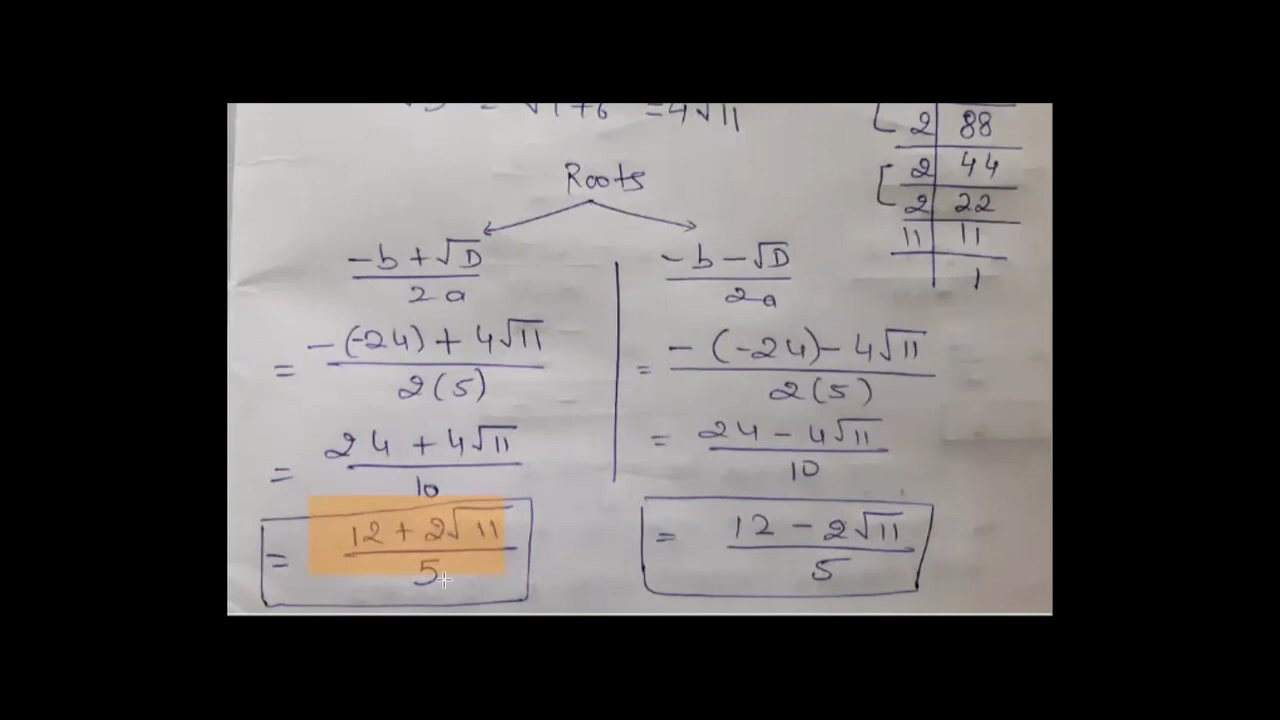 = 4√11
2 | 88
2 | 44
2 | 22
11 | 11
1
Roots
(-b + √D)/2a
= (-(-24) + 4√11)/2(5)
= (24 + 4√11)/10
= (12 + 2√11)/5
(-b - √D)/2a
= (-(-24) - 4√11)/2(5)
= (24 - 4√11)/10
= (12 - 2√11)/5